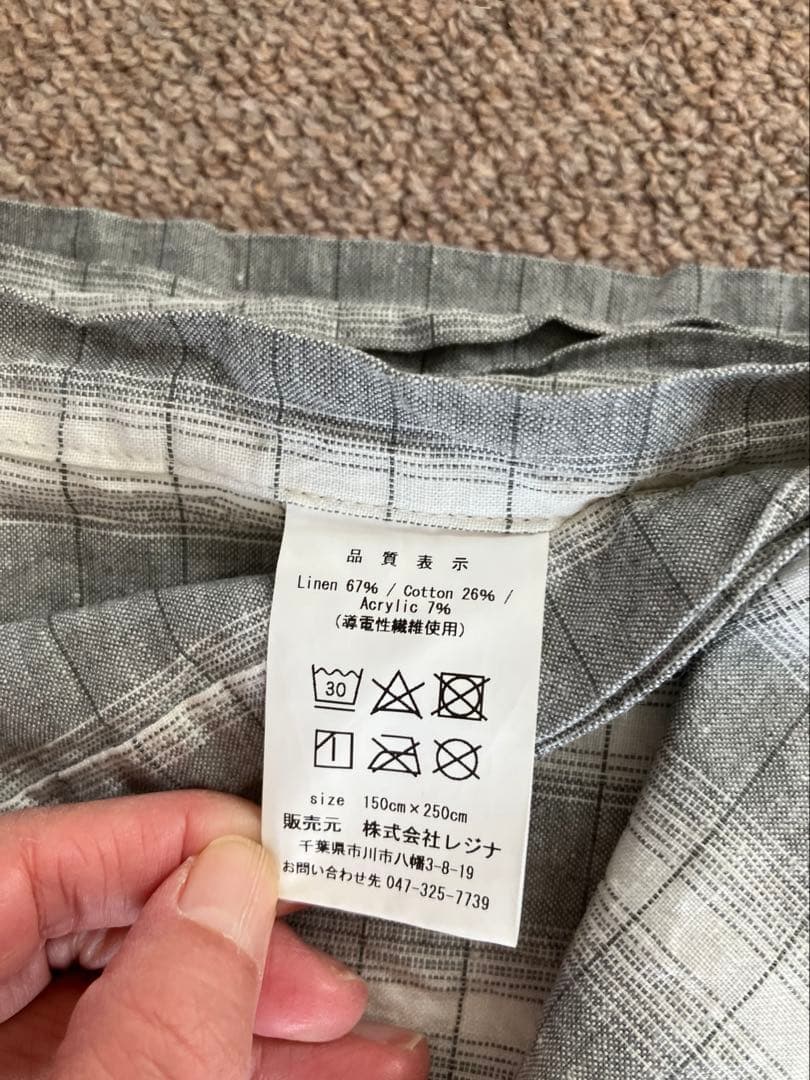 品質表示
Linen 67% / Cotton 26% /
Acrylic 7%
(導電性繊維使用)
30
size 150cm×250cm
販売元 株式会社レジナ
千葉県市川市八幡3-8-19
お問い合わせ先 047-325-7739